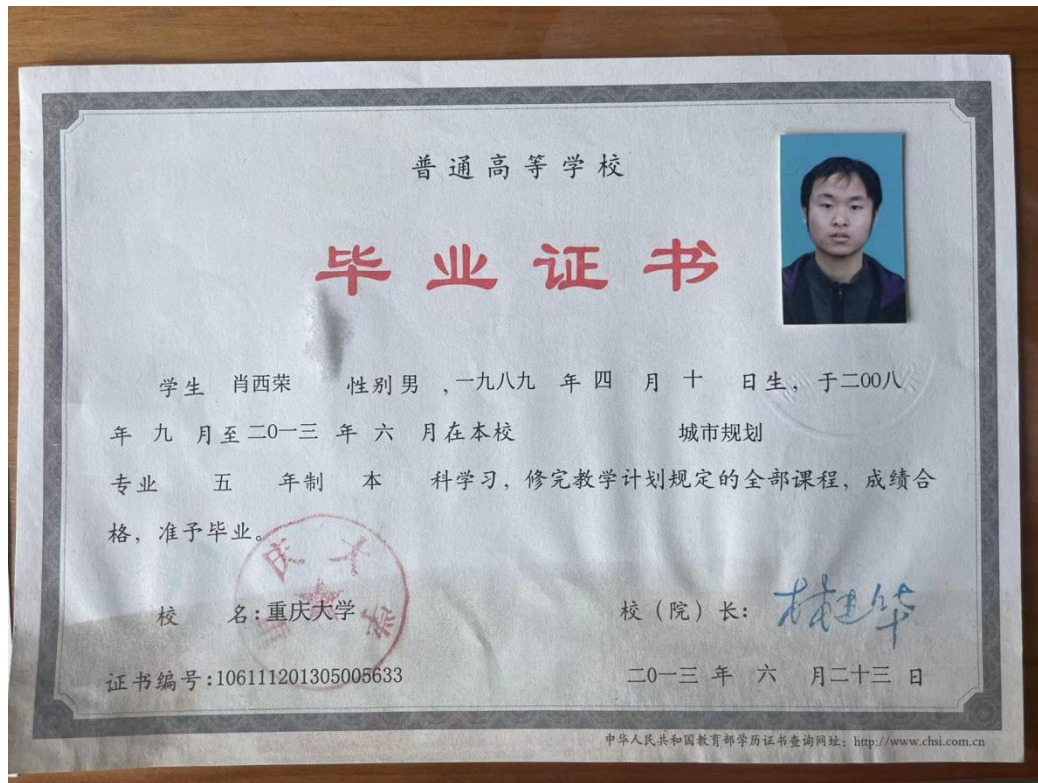 普通高等学校
毕业证书
学生 肖西荣 性别男 ,一九八九 年 四 月 十 日生，于二00八
年 九 月至二0一三 年 六 月在本校 城市规划
专业 五 年制 本 科学习，修完教学计划规定的全部课程，成绩合
格，准予毕业。
庆大学
校 名:重庆大学 校（院）长: 林建华
证书编号:106111201305005633 二0一三 年 六 月二十三 日
中华人民共和国教育部学历证书查询网址：http://www.chsi.com.cn